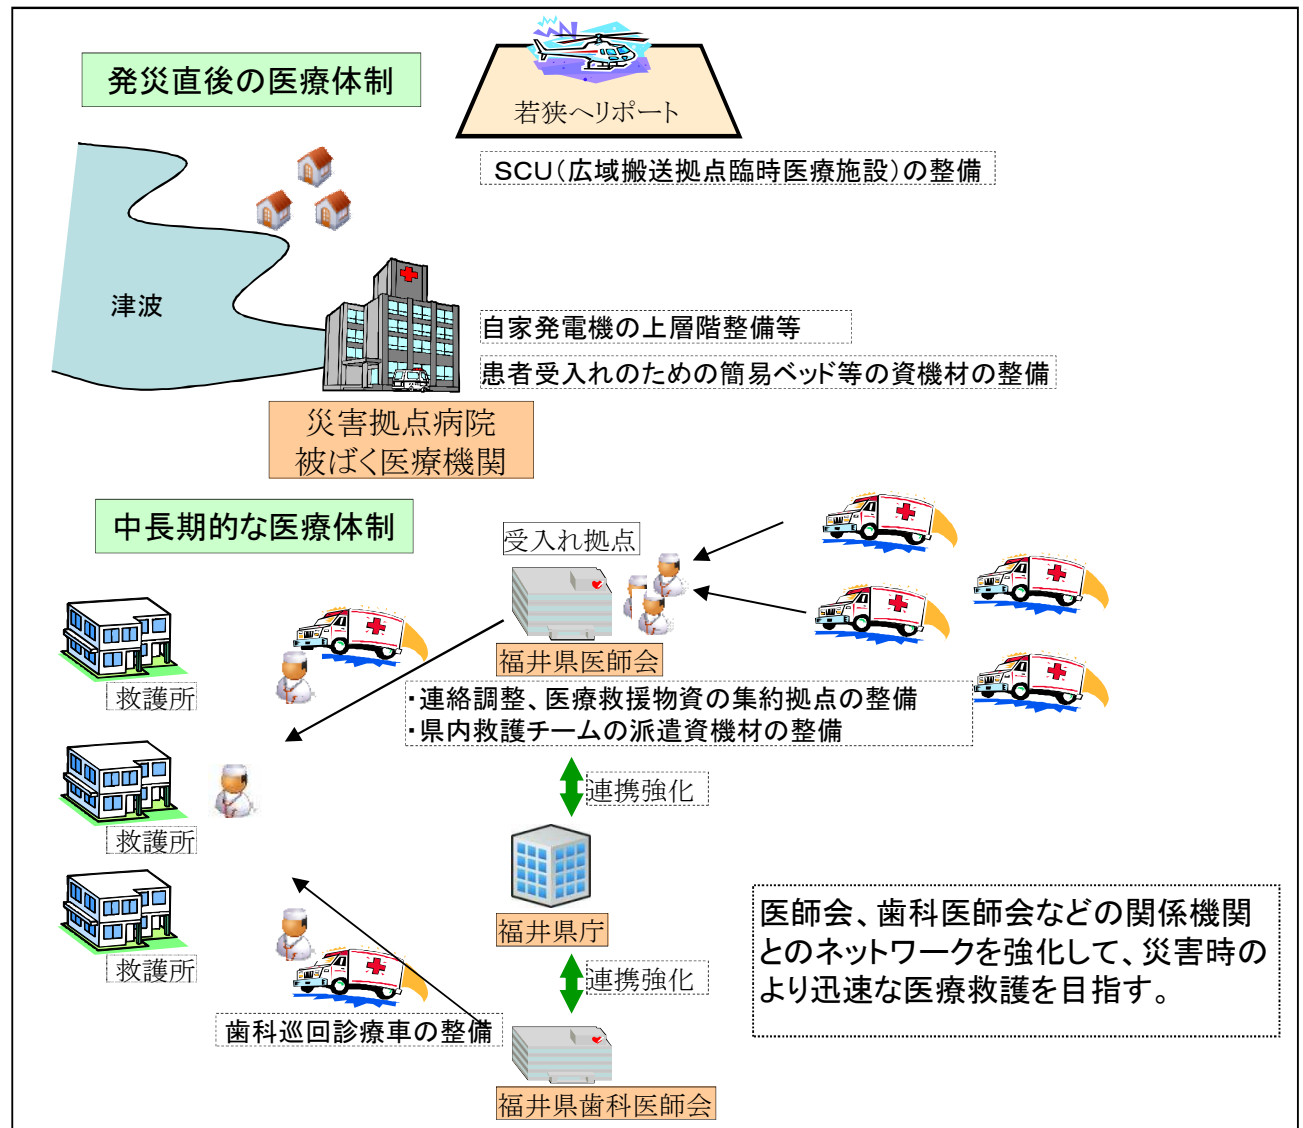 発災直後の医療体制
若狭ヘリポート
SCU(広域搬送拠点臨時医療施設)の整備
津波
自家発電機の上層階整備等
患者受入れのための簡易ベッド等の資機材の整備
災害拠点病院
被ばく医療機関
中長期的な医療体制
受入れ拠点
福井県医師会
・連絡調整、医療救援物資の集約拠点の整備
・県内救護チームの派遣資機材の整備
救護所
救護所
救護所
連携強化
福井県庁
連携強化
歯科巡回診療車の整備
福井県歯科医師会
医師会、歯科医師会などの関係機関
とのネットワークを強化して、災害時の
より迅速な医療救護を目指す。